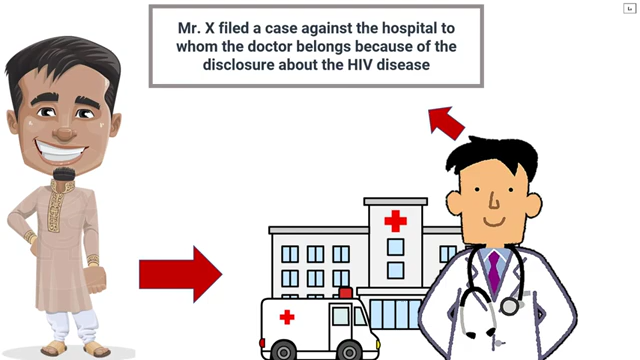 Mr. X filed a case against the hospital to
whom the doctor belongs because of the
disclosure about the HIV disease